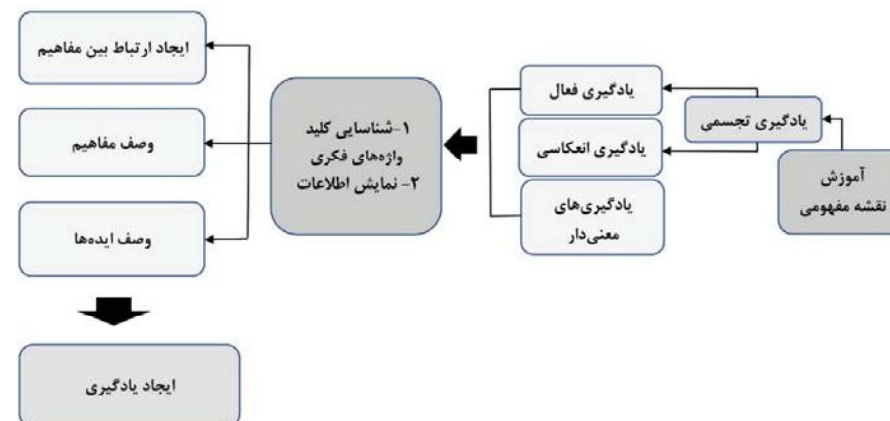 آموزش
نقشه مفهومی
یادگیری تجسمی
یادگیری فعال
یادگیری انعکاسی
یادگیری‌های
معنی‌دار
۱-شناسایی کلید
واژه‌های فکری
۲- نمایش اطلاعات
ایجاد ارتباط بین مفاهیم
وصف مفاهیم
وصف ایده‌ها
ایجاد یادگیری